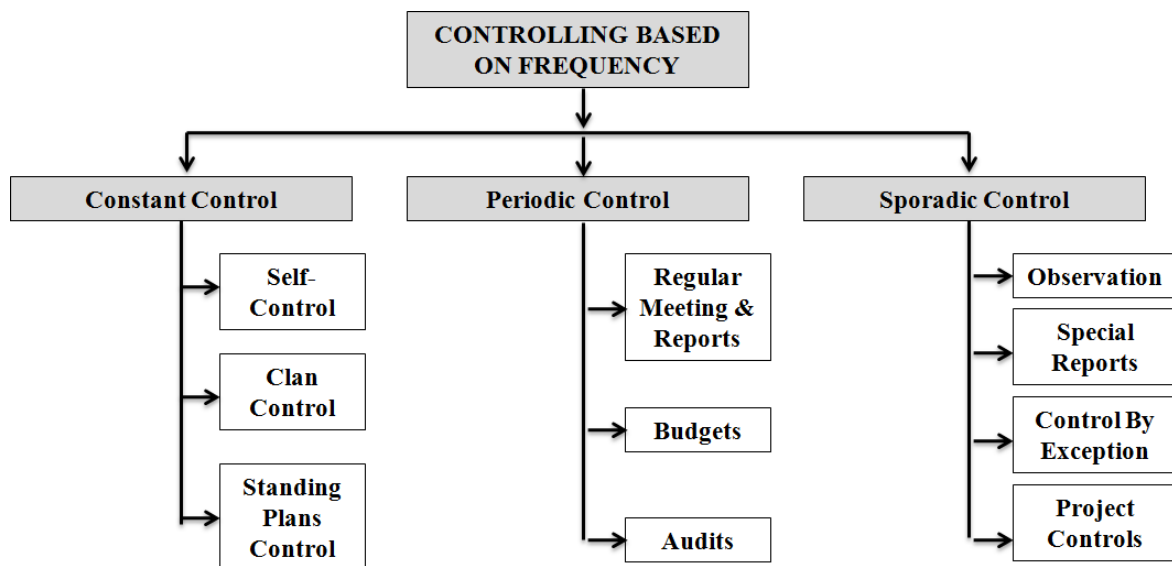 CONTROLLING BASED
ON FREQUENCY
Constant Control
Periodic Control
Sporadic Control
Self-
Control
Clan
Control
Standing
Plans
Control
Regular
Meeting &
Reports
Budgets
Audits
Observation
Special
Reports
Control By
Exception
Project
Controls